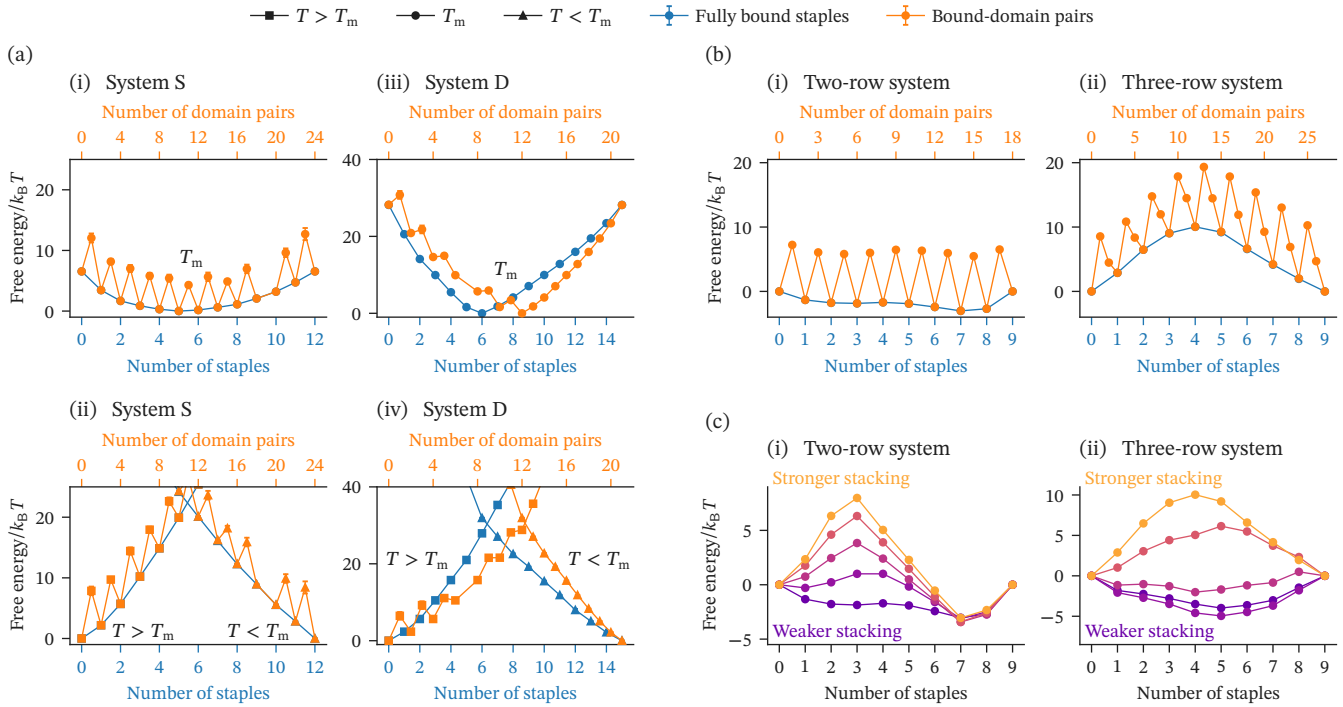 T > Tm   Tm   T < Tm   Fully bound staples   Bound-domain pairs
(a)
(i) System S
Number of domain pairs
0 4 8 12 16 20 24
Free energy/kB T
20
10
0
Tm
0 2 4 6 8 10 12
Number of staples
(iii) System D
Number of domain pairs
0 4 8 12 16 20
40
20
0
Tm
0 2 4 6 8 10 12 14
Number of staples
(ii) System S
Number of domain pairs
0 4 8 12 16 20 24
Free energy/kB T
20
10
0
T > Tm
T < Tm
0 2 4 6 8 10 12
Number of staples
(iv) System D
Number of domain pairs
0 4 8 12 16 20
40
20
0
T > Tm
T < Tm
0 2 4 6 8 10 12 14
Number of staples
(b)
(i) Two-row system
Number of domain pairs
0 3 6 9 12 15 18
Free energy/kB T
20
10
0
0 1 2 3 4 5 6 7 8 9
Number of staples
(ii) Three-row system
Number of domain pairs
0 5 10 12 15 20 25
20
10
0
0 1 2 3 4 5 6 7 8 9
Number of staples
(c)
(i) Two-row system
Stronger stacking
Free energy/kB T
5
0
−5
Weaker stacking
0 1 2 3 4 5 6 7 8 9
Number of staples
(ii) Three-row system
Stronger stacking
10
5
0
−5
Weaker stacking
0 1 2 3 4 5 6 7 8 9
Number of staples